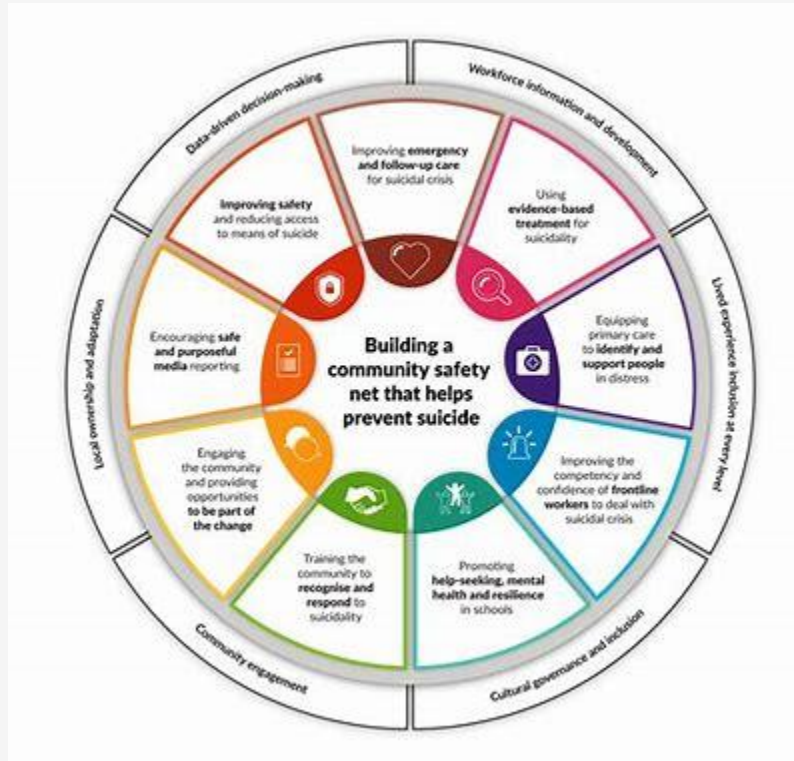 Building a
community safety
net that helps
prevent suicide
Improving emergency
and follow-up care
for suicidal crisis
Using
evidence-based
treatment for
suicidality
Equipping
primary care
to identify and
support people
in distress
Improving the
competency and
confidence of frontline
workers to deal with
suicidal crisis
Promoting
help-seeking, mental
health and resilience
in schools
Training the
community to
recognise and
respond to
suicidality
Engaging
the community
and providing
opportunities
to be part of
the change
Encouraging safe
and purposeful
media reporting
Improving safety
and reducing access
to means of suicide
Data-driven decision-making
Workforce information and development
Lived experience inclusion at every level
Cultural governance and inclusion
Community engagement
Local ownership and adaptation